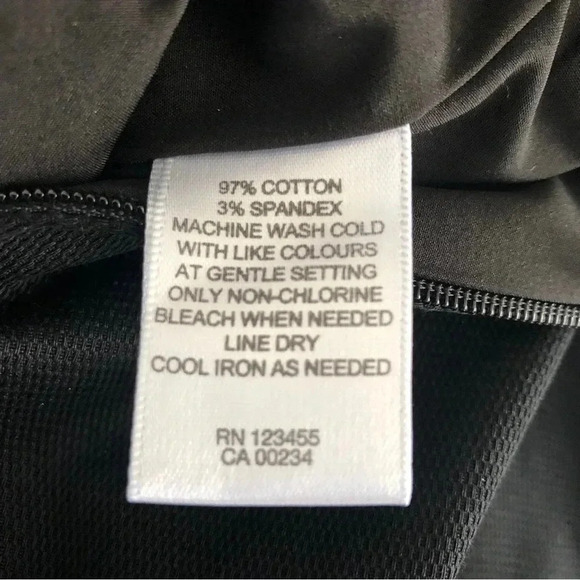 97% COTTON
3% SPANDEX
MACHINE WASH COLD
WITH LIKE COLOURS
AT GENTLE SETTING
ONLY NON-CHLORINE
BLEACH WHEN NEEDED
LINE DRY
COOL IRON AS NEEDED
RN 123455
CA 00234